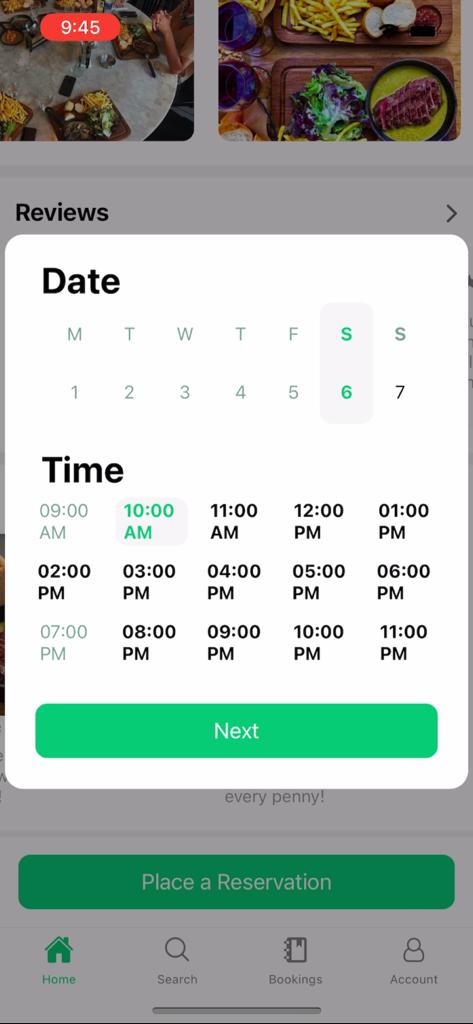 9:45
Reviews
Date
M T W T F S S
1 2 3 4 5 6 7
Time
09:00 AM 10:00 AM 11:00 AM 12:00 PM 01:00 PM
02:00 PM 03:00 PM 04:00 PM 05:00 PM 06:00 PM
07:00 PM 08:00 PM 09:00 PM 10:00 PM 11:00 PM
Next
every penny!
Place a Reservation
Home Search Bookings Account